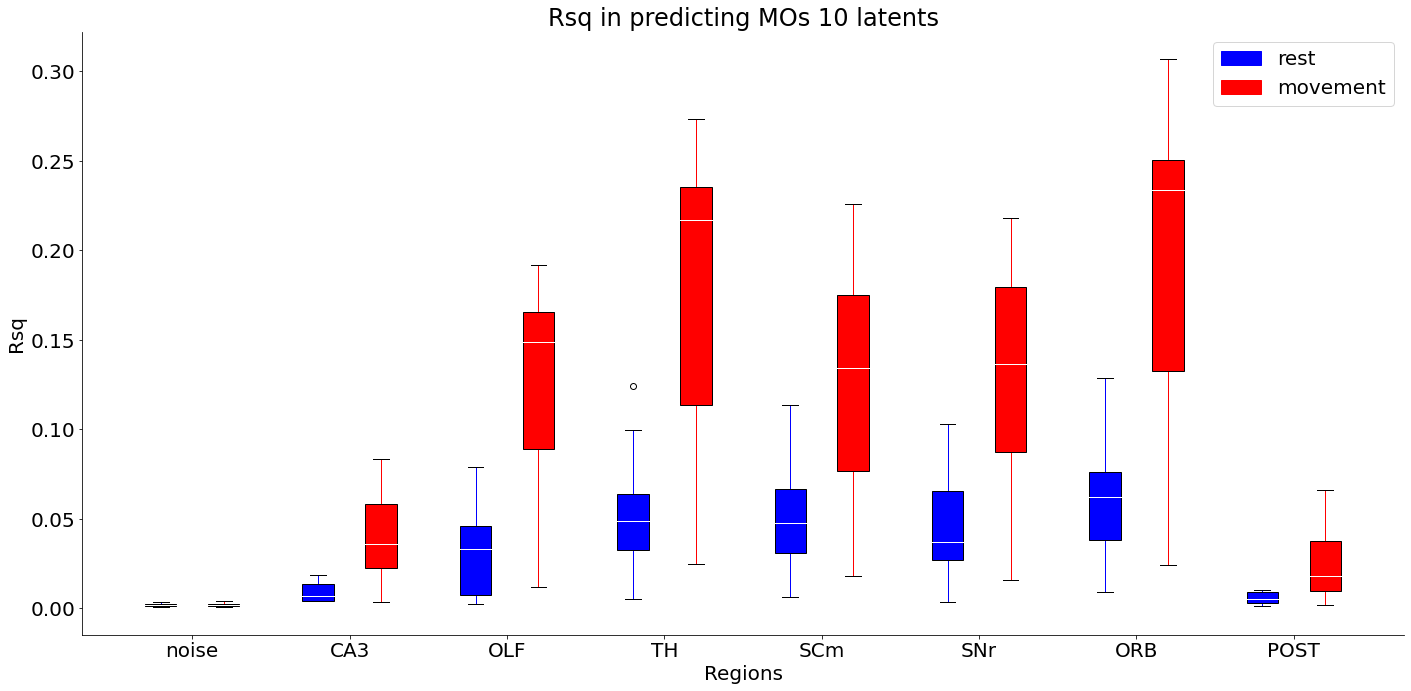 Rsq in predicting MOs 10 latents
rest
movement
0.30
0.25
0.20
0.15
0.10
0.05
0.00
Rsq
noise CA3 OLF TH SCm SNr ORB POST
Regions